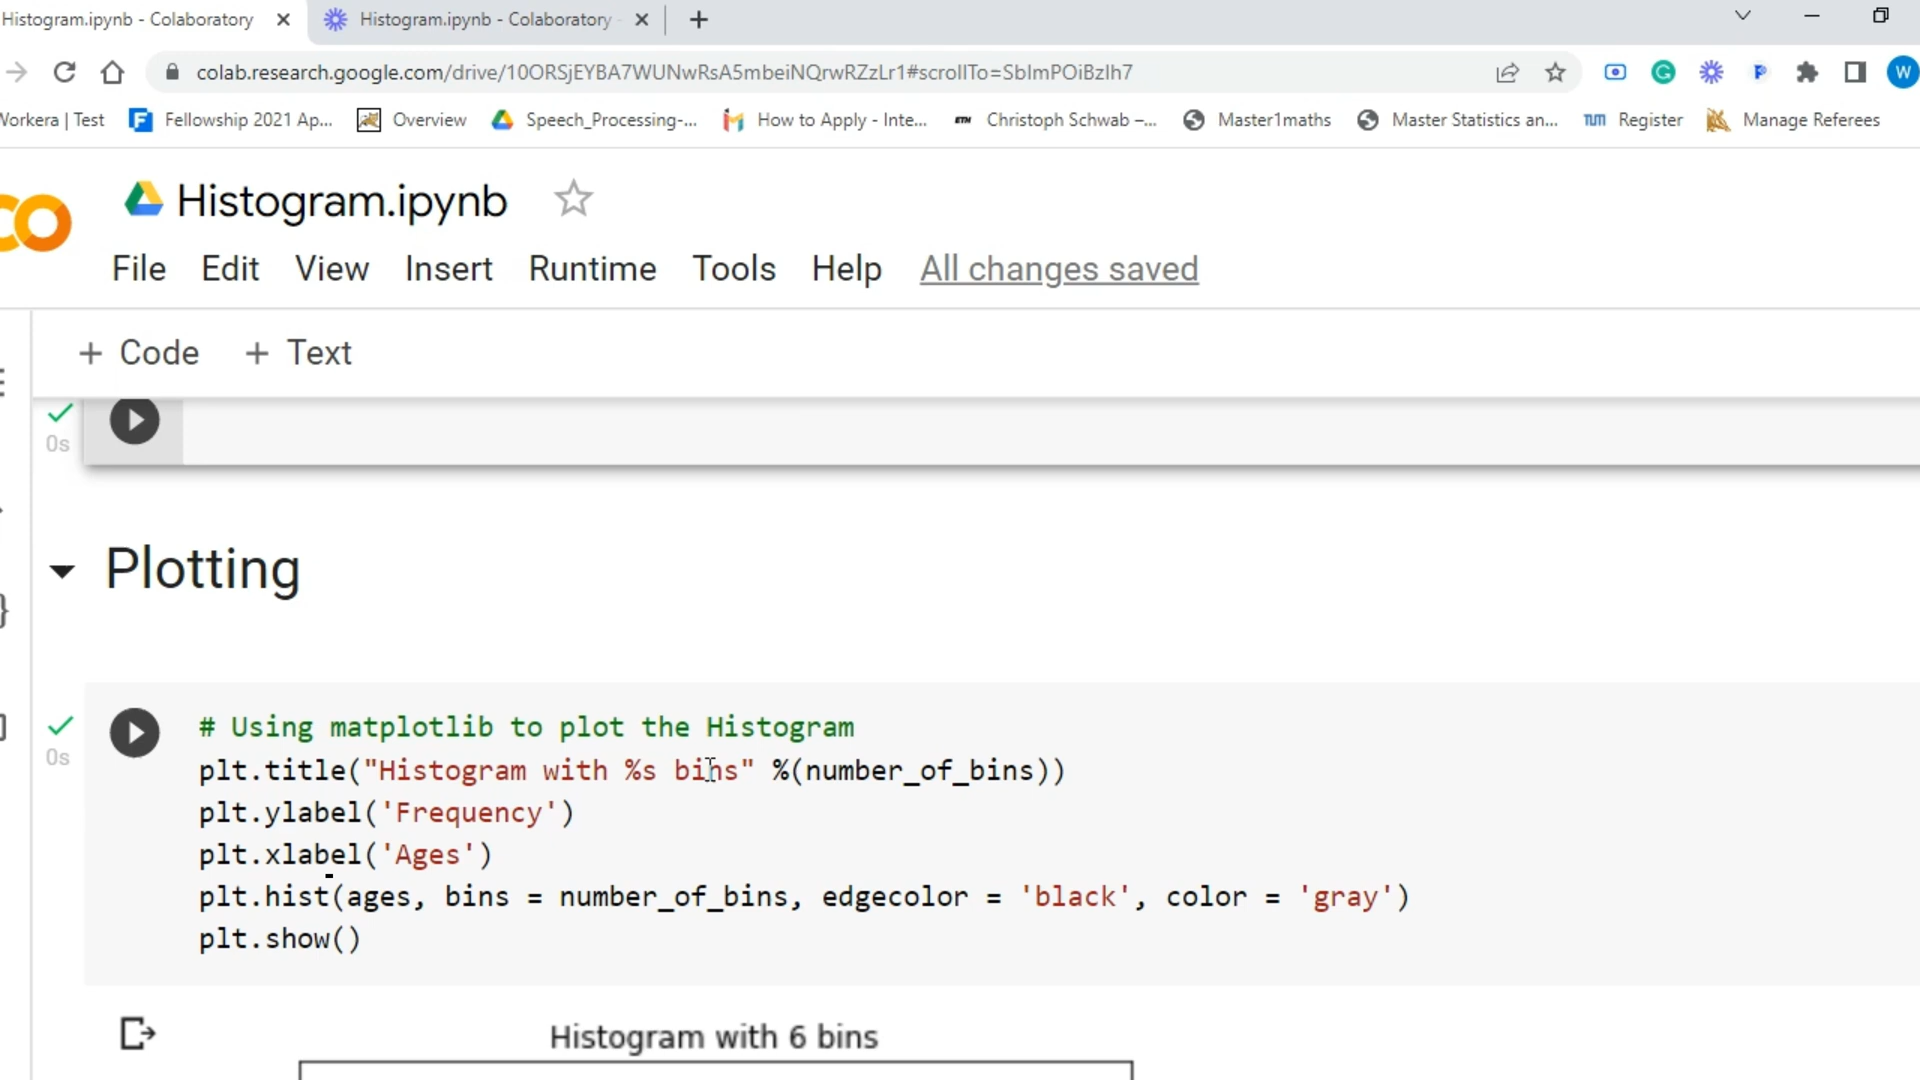 Histogram.ipynb - Colaboratory
Histogram.ipynb - Colaboratory
colab.research.google.com/drive/10ORSjEYBA7WUNwRsA5mbeiNQrwRZzLr1#scrollTo=SbImPOiBzIh7
W
Workera | Test
Fellowship 2021 Ap...
Overview
Speech_Processing-...
How to Apply - Inte...
ETH
Christoph Schwab –...
Master1maths
Master Statistics an...
TUM
Register
Manage Referees
CO
Histogram.ipynb
File Edit View Insert Runtime Tools Help All changes saved
+ Code + Text
0s
Plotting
0s
# Using matplotlib to plot the Histogram
plt.title("Histogram with %s bins" %(number_of_bins))
plt.ylabel('Frequency')
plt.xlabel('Ages')
plt.hist(ages, bins = number_of_bins, edgecolor = 'black', color = 'gray')
plt.show()
Histogram with 6 bins